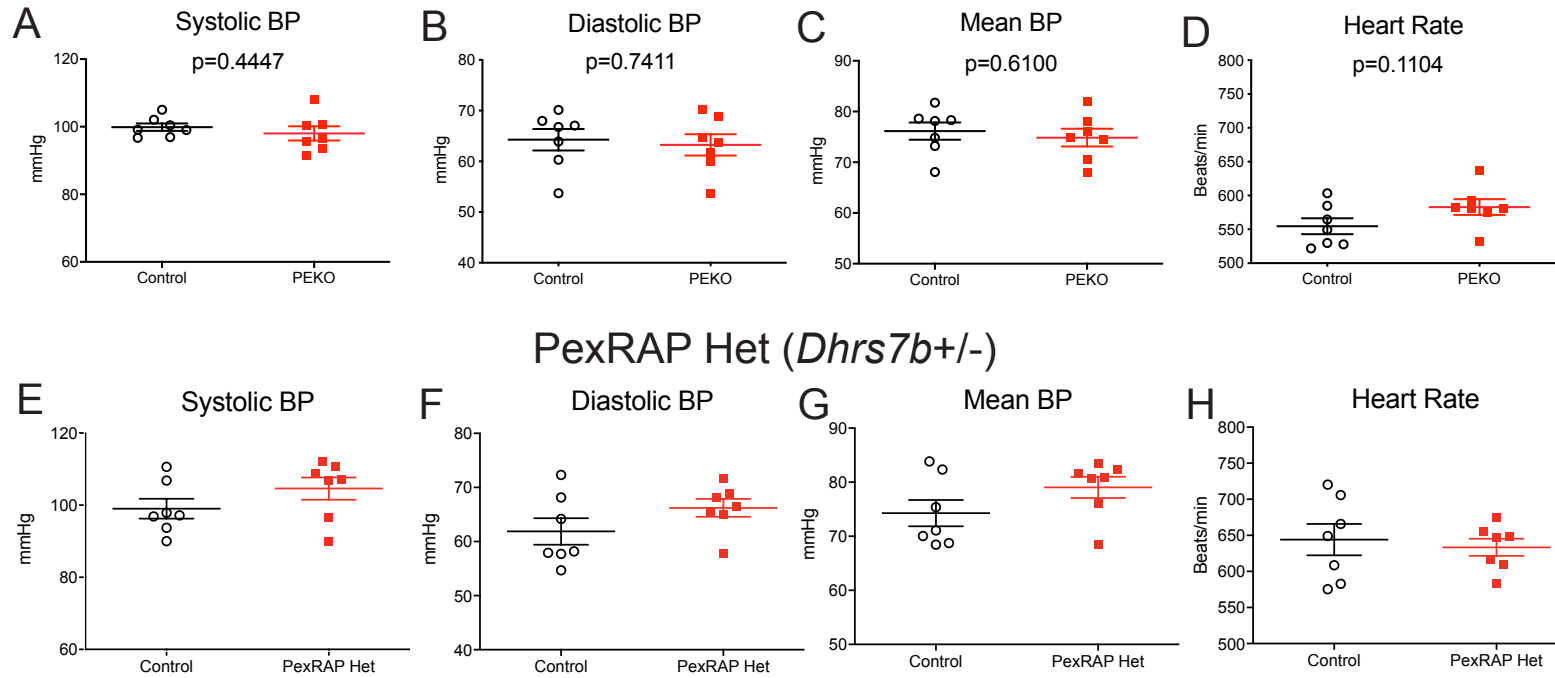 A
Systolic BP
p=0.4447
mmHg
120
100
80
60
Control
PEKO
B
Diastolic BP
p=0.7411
mmHg
80
70
60
50
40
Control
PEKO
C
Mean BP
p=0.6100
mmHg
90
80
70
60
50
Control
PEKO
D
Heart Rate
p=0.1104
Beats/min
800
750
700
650
600
550
500
Control
PEKO
PexRAP Het (Dhrs7b+/-)
E
Systolic BP
mmHg
120
100
80
60
Control
PexRAP Het
F
Diastolic BP
mmHg
80
70
60
50
40
Control
PexRAP Het
G
Mean BP
mmHg
90
80
70
60
50
Control
PexRAP Het
H
Heart Rate
Beats/min
800
750
700
650
600
550
500
Control
PexRAP Het